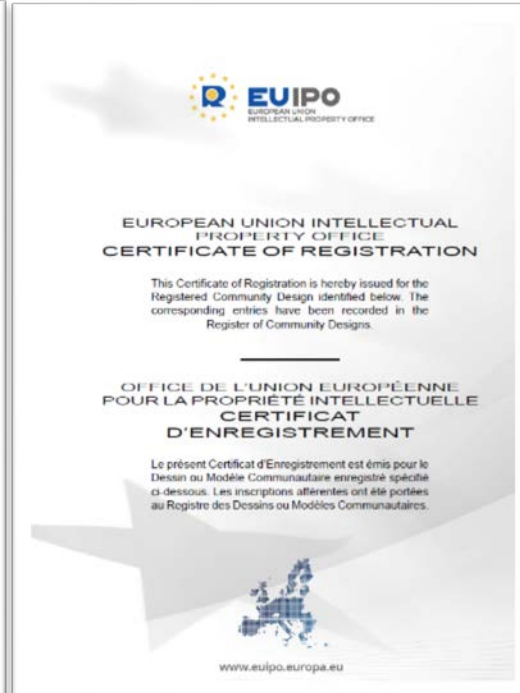 EUIPO
EUROPEAN UNION
INTELLECTUAL PROPERTY OFFICE
EUROPEAN UNION INTELLECTUAL
PROPERTY OFFICE
CERTIFICATE OF REGISTRATION
This Certificate of Registration is hereby issued for the
Registered Community Design identified below. The
corresponding entries have been recorded in the
Register of Community Designs.
OFFICE DE L'UNION EUROPÉENNE
POUR LA PROPRIÉTÉ INTELLECTUELLE
CERTIFICAT
D'ENREGISTREMENT
Le présent Certificat d'Enregistrement est émis pour le
Dessin ou Modèle Communautaire enregistré spécifié
ci-dessous. Les inscriptions afférentes ont été portées
au Registre des Dessins ou Modèles Communautaires.
www.euipo.europa.eu